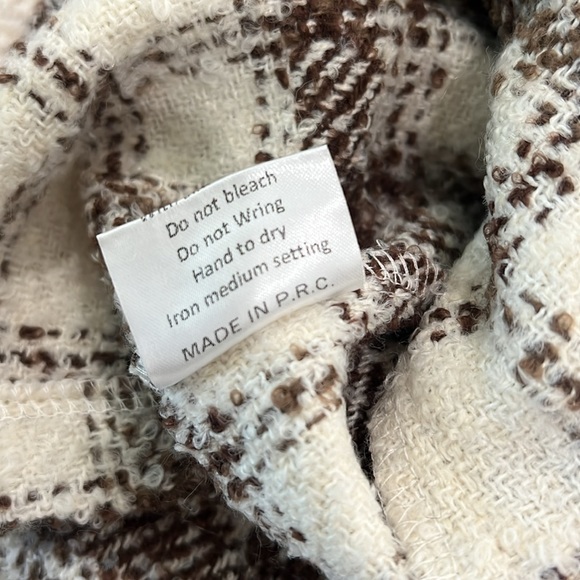 Do not bleach
Do not Wring
Hand to dry
Iron medium setting
MADE IN P.R.C.